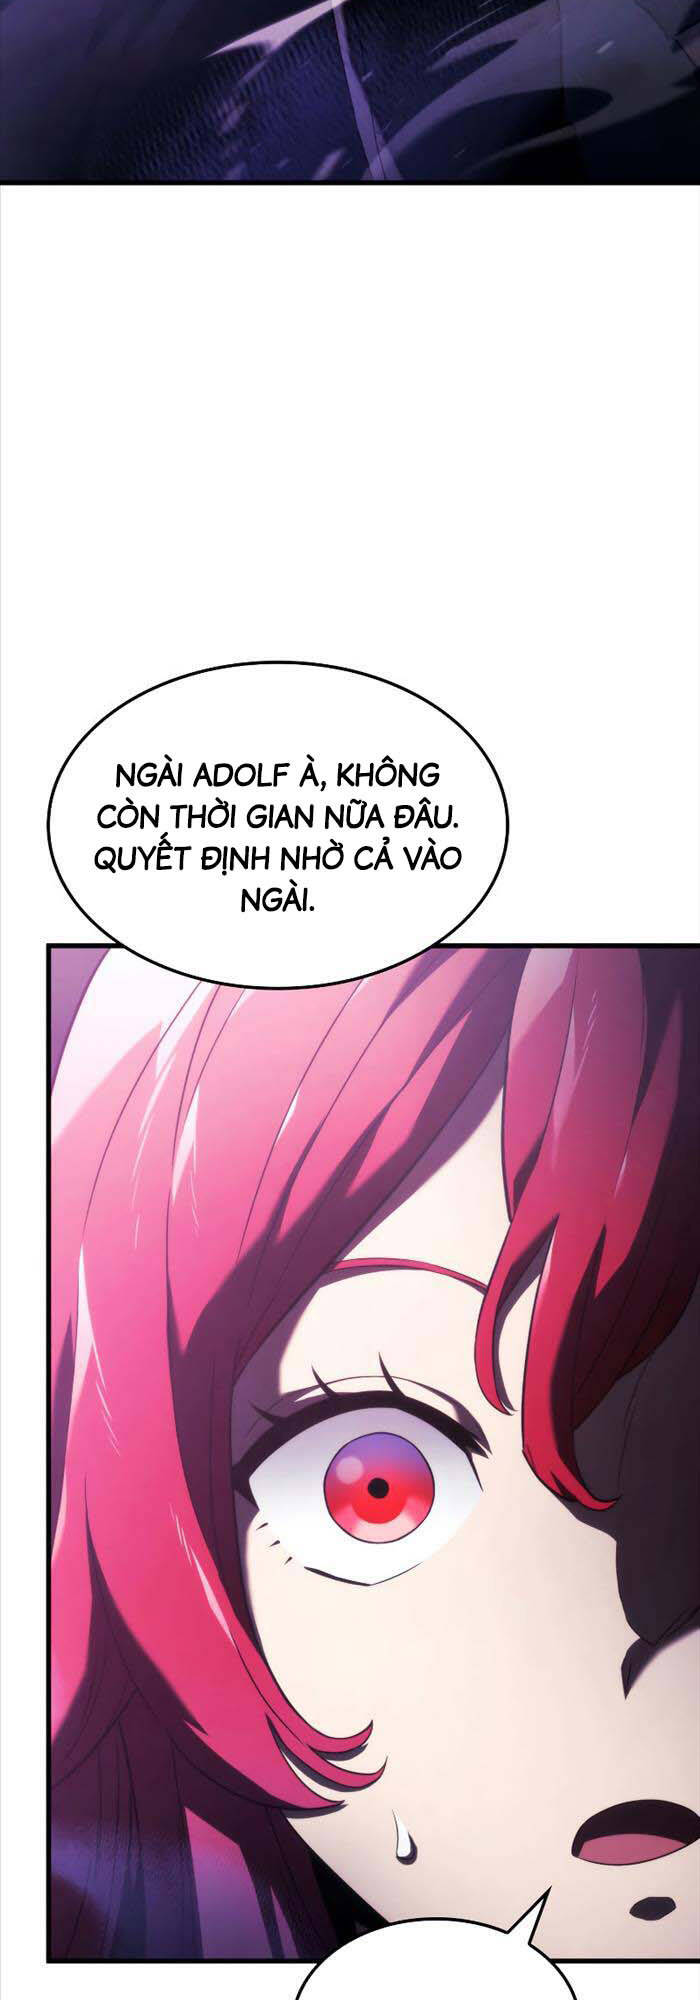 NGÀI ADOLF À, KHÔNG
CÒN THỜI GIAN NỮA ĐÂU.
QUYẾT ĐỊNH NHỜ CẢ VÀO
NGÀI.